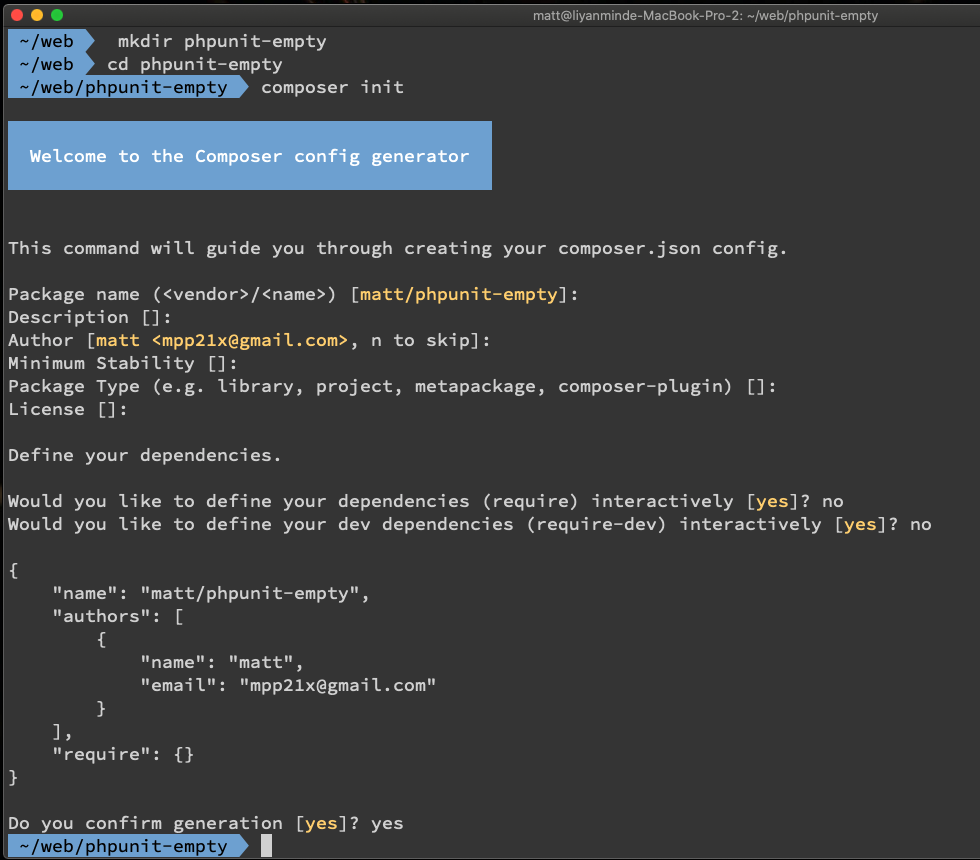 matt@liyanminde-MacBook-Pro-2: ~/web/phpunit-empty
~/web mkdir phpunit-empty
~/web cd phpunit-empty
~/web/phpunit-empty composer init
Welcome to the Composer config generator
This command will guide you through creating your composer.json config.
Package name (<vendor>/<name>) [matt/phpunit-empty]:
Description []:
Author [matt <mpp21x@gmail.com>, n to skip]:
Minimum Stability []:
Package Type (e.g. library, project, metapackage, composer-plugin) []:
License []:
Define your dependencies.
Would you like to define your dependencies (require) interactively [yes]? no
Would you like to define your dev dependencies (require-dev) interactively [yes]? no
{
    "name": "matt/phpunit-empty",
    "authors": [
        {
            "name": "matt",
            "email": "mpp21x@gmail.com"
        }
    ],
    "require": {}
}
Do you confirm generation [yes]? yes
~/web/phpunit-empty